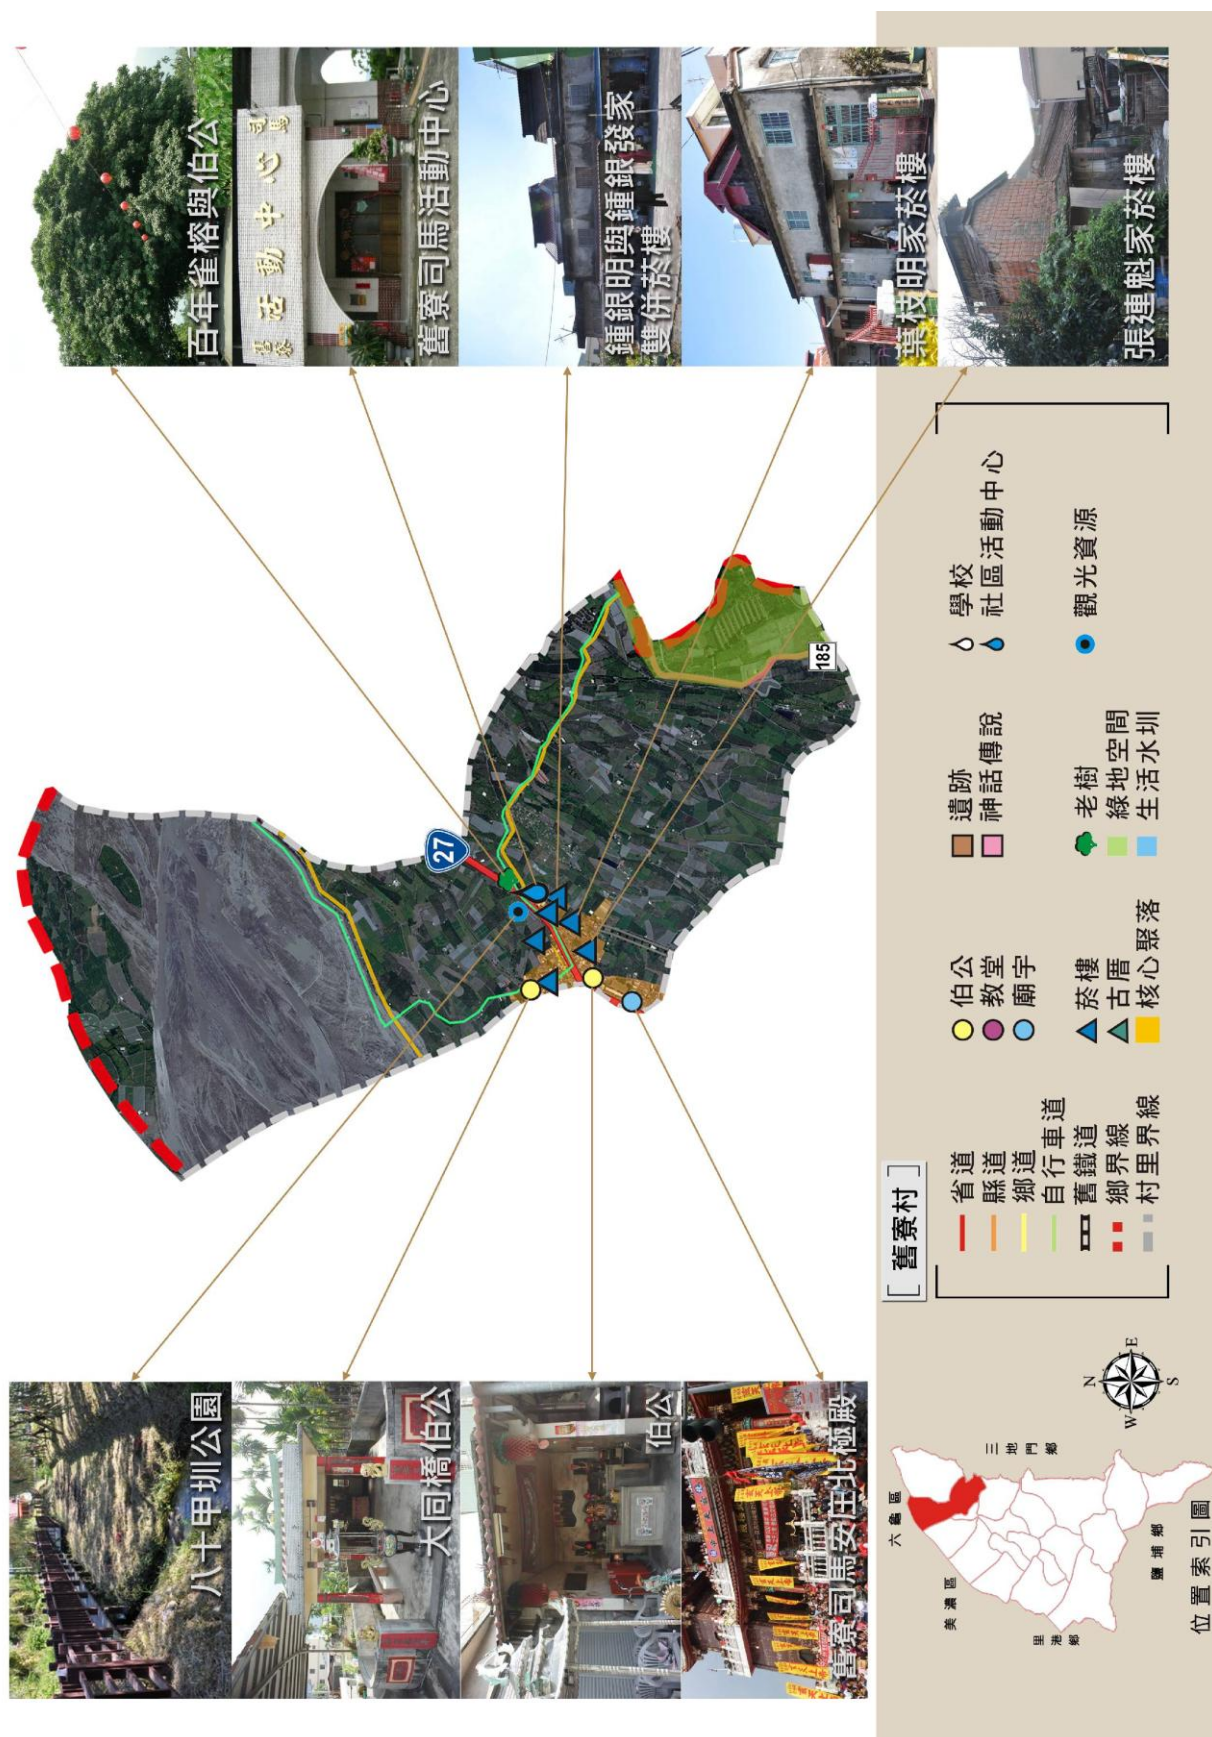 百年雀榕與伯公
舊寮
活動中心
司馬
舊寮司馬活動中心
鍾銀明與鍾銀發家
雙併菸樓
葉枝明家菸樓
張連魁家菸樓
27
185
八十甲圳公園
大同橋伯公
伯公
舊寮司馬安庄北極殿
[ 舊寮村 ]
省道
縣道
鄉道
自行車道
舊鐵道
鄉界線
村里界線
伯公
教堂
廟宇
菸樓
古厝
核心聚落
遺跡
神話傳說
老樹
綠地空間
生活水圳
學校
社區活動中心
觀光資源
N
E
S
W
六龜區
美濃區
三地門鄉
里港鄉
鹽埔鄉
位置索引圖